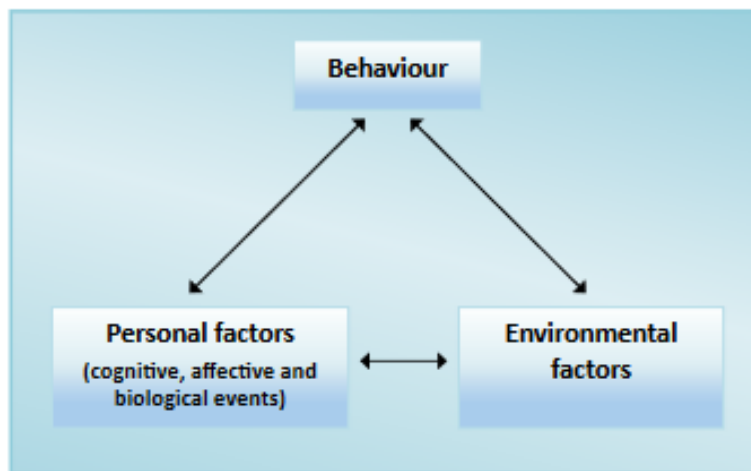 Behaviour
Personal factors
(cognitive, affective and
biological events)
Environmental
factors